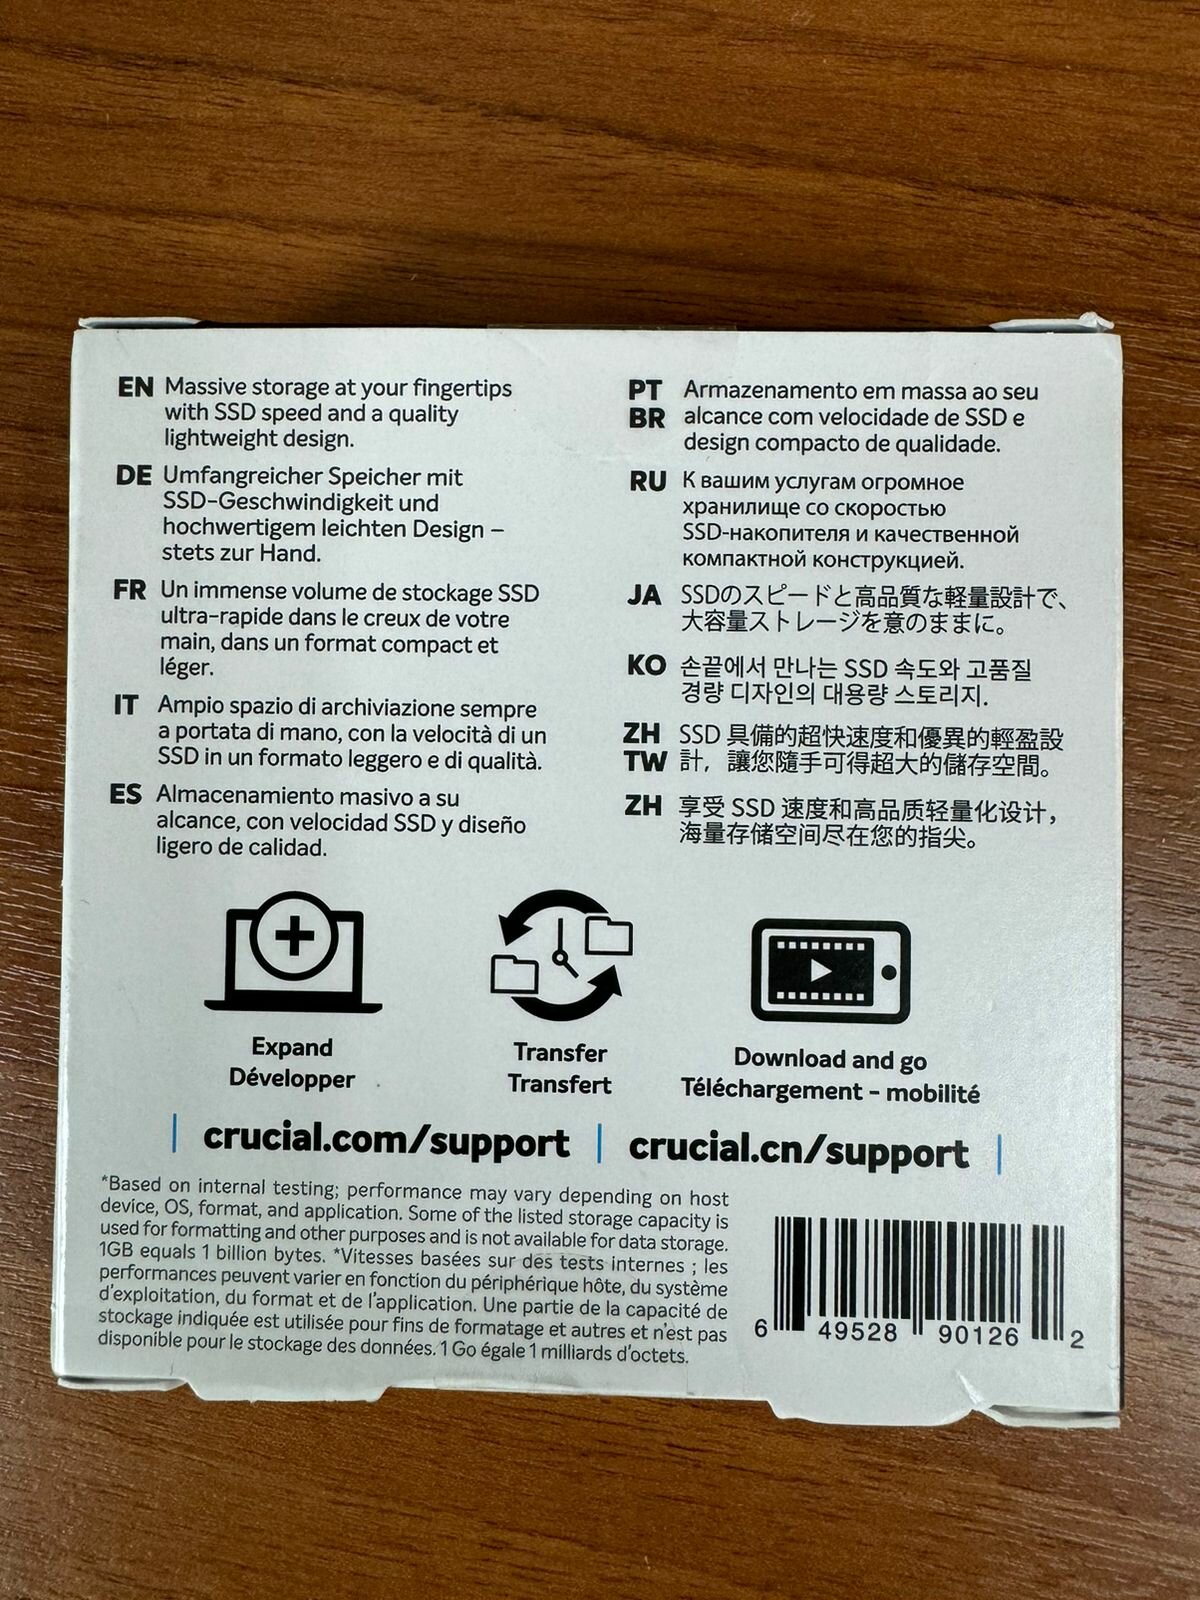 EN Massive storage at your fingertips
with SSD speed and a quality
lightweight design.
DE Umfangreicher Speicher mit
SSD-Geschwindigkeit und
hochwertigem leichten Design –
stets zur Hand.
FR Un immense volume de stockage SSD
ultra-rapide dans le creux de votre
main, dans un format compact et
léger.
IT Ampio spazio di archiviazione sempre
a portata di mano, con la velocità di un
SSD in un formato leggero e di qualità.
ES Almacenamiento masivo a su
alcance, con velocidad SSD y diseño
ligero de calidad.
PT Armazenamento em massa ao seu
BR alcance com velocidade de SSD e
design compacto de qualidade.
RU К вашим услугам огромное
хранилище со скоростью
SSD-накопителя и качественной
компактной конструкцией.
JA SSDのスピードと高品質な軽量設計で、
大容量ストレージを意のままに。
KO 손끝에서 만나는 SSD 속도와 고품질
경량 디자인의 대용량 스토리지.
ZH SSD 具備的超快速度和優異的輕盈設
TW 計，讓您隨手可得超大的儲存空間。
ZH 享受 SSD 速度和高品质轻量化设计，
海量存储空间尽在您的指尖。
Expand
Développer
Transfer
Transfert
Download and go
Téléchargement - mobilité
crucial.com/support | crucial.cn/support
*Based on internal testing; performance may vary depending on host
device, OS, format, and application. Some of the listed storage capacity is
used for formatting and other purposes and is not available for data storage.
1GB equals 1 billion bytes. *Vitesses basées sur des tests internes ; les
performances peuvent varier en fonction du périphérique hôte, du système
d'exploitation, du format et de l'application. Une partie de la capacité de
stockage indiquée est utilisée pour fins de formatage et autres et n'est pas
disponible pour le stockage des données. 1 Go égale 1 milliards d'octets.
6 49528 90126 2